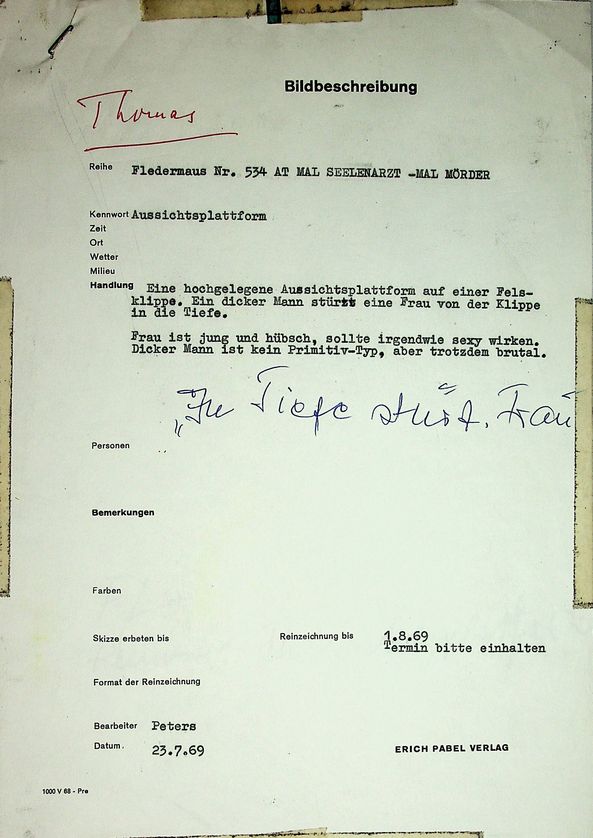 Bildbeschreibung
Thomas
Reihe Fledermaus Nr. 534 AT MAL SEELENARZT -MAL MÖRDER
Kennwort Aussichtsplattform
Zeit
Ort
Wetter
Milieu
Handlung Eine hochgelegene Aussichtsplattform auf einer Fels-
klippe. Ein dicker Mann stürtt eine Frau von der Klippe
in die Tiefe.
Frau ist jung und hübsch, sollte irgendwie sexy wirken.
Dicker Mann ist kein Primitiv-Typ, aber trotzdem brutal.
Tiefe Frau
Personen
Bemerkungen
Farben
Skizze erbeten bis Reinzeichnung bis 1.8.69
Termin bitte einhalten
Format der Reinzeichnung
Bearbeiter Peters
Datum. 23.7.69
ERICH PABEL VERLAG
1000 V 68 - Pre